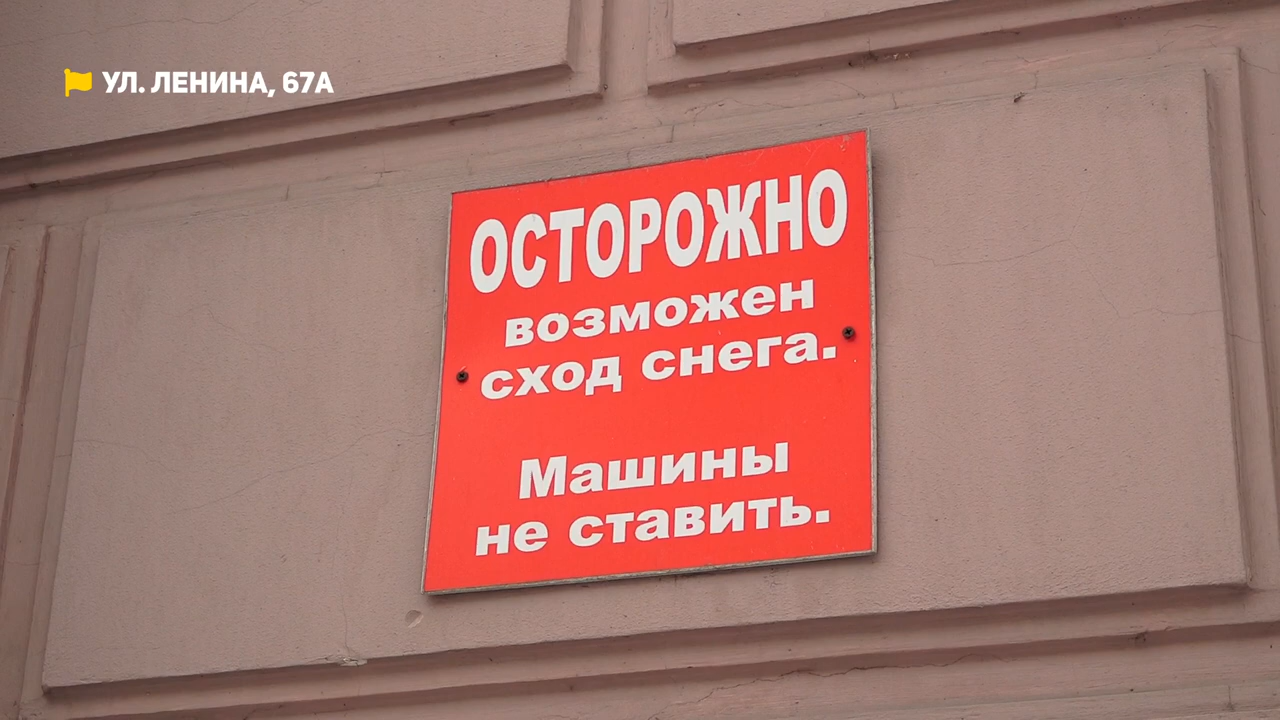 УЛ. ЛЕНИНА, 67А
ОСТОРОЖНО
возможен
сход снега.
Машины
не ставить.